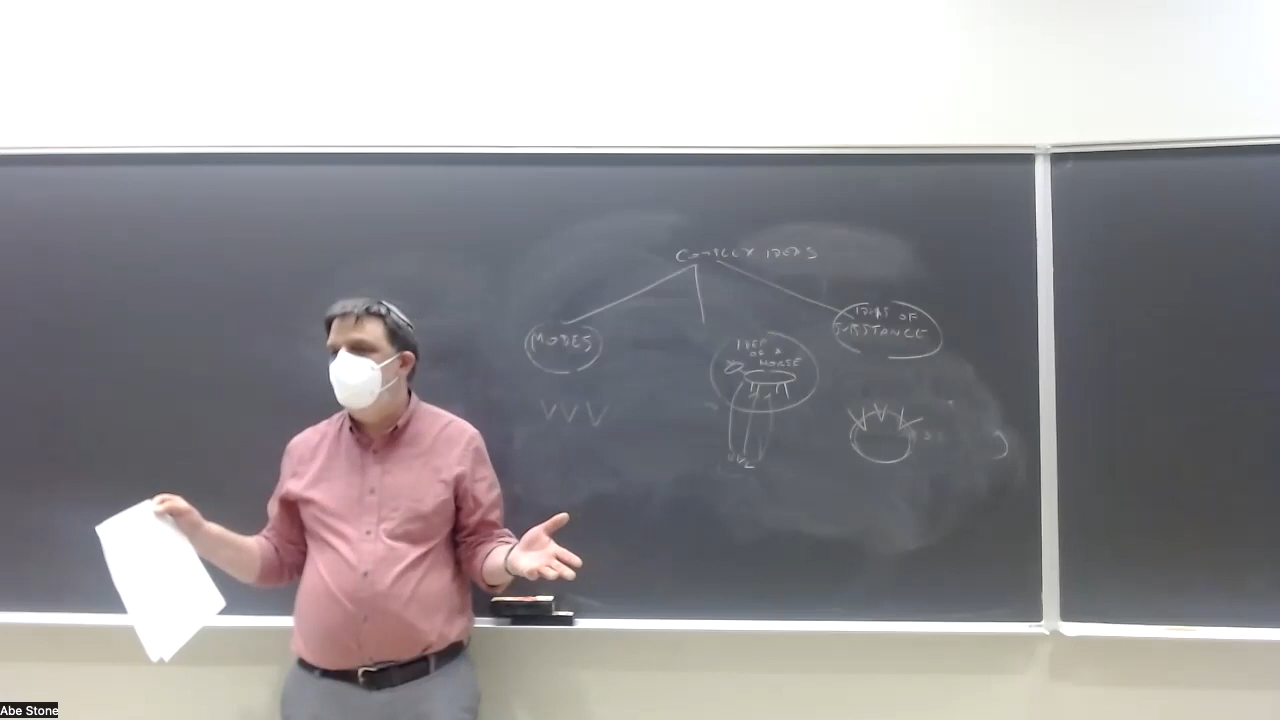 COMPLEX IDEAS
MODES
IDEA
OF A
HORSE
IDEAS OF
SUBSTANCE
Abe Stone